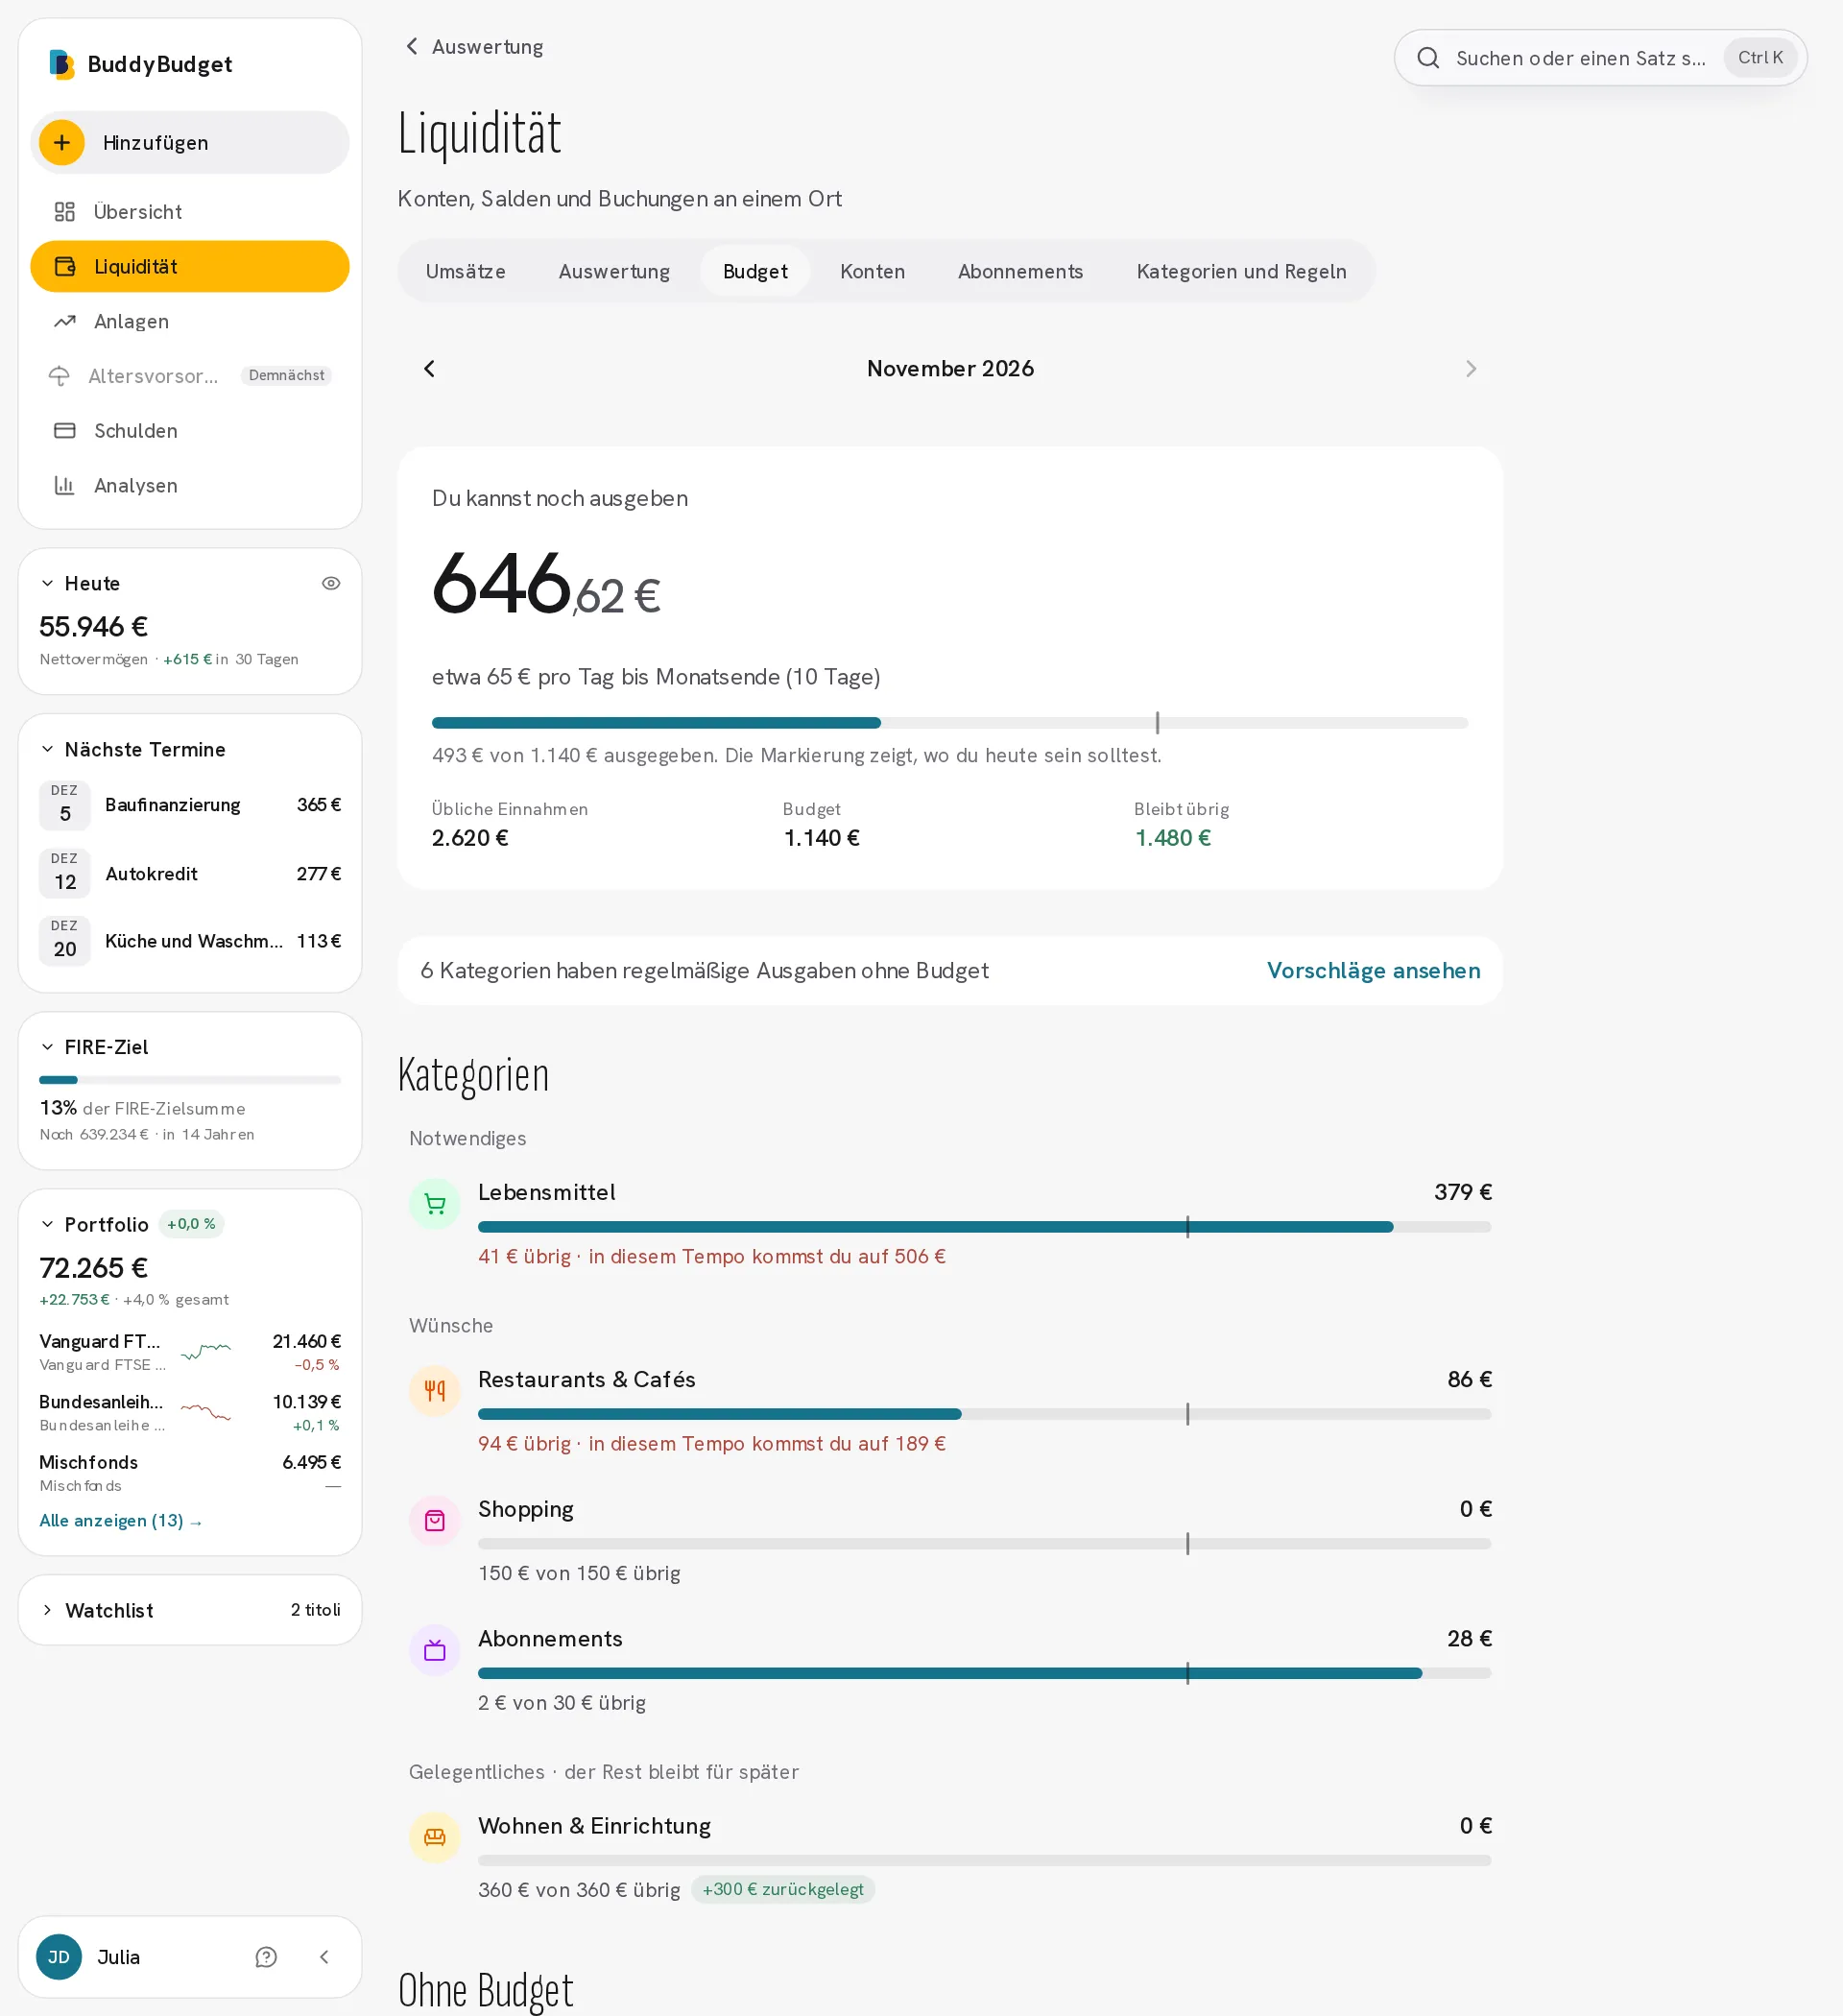 BuddyBudget
Hinzufügen
Übersicht
Liquidität
Anlagen
Altersvorsor... Demnächst
Schulden
Analysen
Heute
55.946 €
Nettovermögen · +615 € in 30 Tagen
Nächste Termine
DEZ
5 Baufinanzierung 365 €
DEZ
12 Autokredit 277 €
DEZ
20 Küche und Waschm... 113 €
FIRE-Ziel
13% der FIRE-Zielsumme
Noch 639.234 € · in 14 Jahren
Portfolio +0,0 %
72.265 €
+22.753 € · +4,0 % gesamt
Vanguard FT... 21.460 €
Vanguard FTSE ... −0,5 %
Bundesanleih... 10.139 €
Bundesanleihe ... +0,1 %
Mischfonds 6.495 €
Mischfonds —
Alle anzeigen (13) →
Watchlist 2 titoli
JD Julia
Auswertung
Suchen oder einen Satz s... Ctrl K
Liquidität
Konten, Salden und Buchungen an einem Ort
Umsätze Auswertung Budget Konten Abonnements Kategorien und Regeln
November 2026
Du kannst noch ausgeben
646,62 €
etwa 65 € pro Tag bis Monatsende (10 Tage)
493 € von 1.140 € ausgegeben. Die Markierung zeigt, wo du heute sein solltest.
Übliche Einnahmen Budget Bleibt übrig
2.620 € 1.140 € 1.480 €
6 Kategorien haben regelmäßige Ausgaben ohne Budget Vorschläge ansehen
Kategorien
Notwendiges
Lebensmittel 379 €
41 € übrig · in diesem Tempo kommst du auf 506 €
Wünsche
Restaurants & Cafés 86 €
94 € übrig · in diesem Tempo kommst du auf 189 €
Shopping 0 €
150 € von 150 € übrig
Abonnements 28 €
2 € von 30 € übrig
Gelegentliches · der Rest bleibt für später
Wohnen & Einrichtung 0 €
360 € von 360 € übrig +300 € zurückgelegt
Ohne Budget